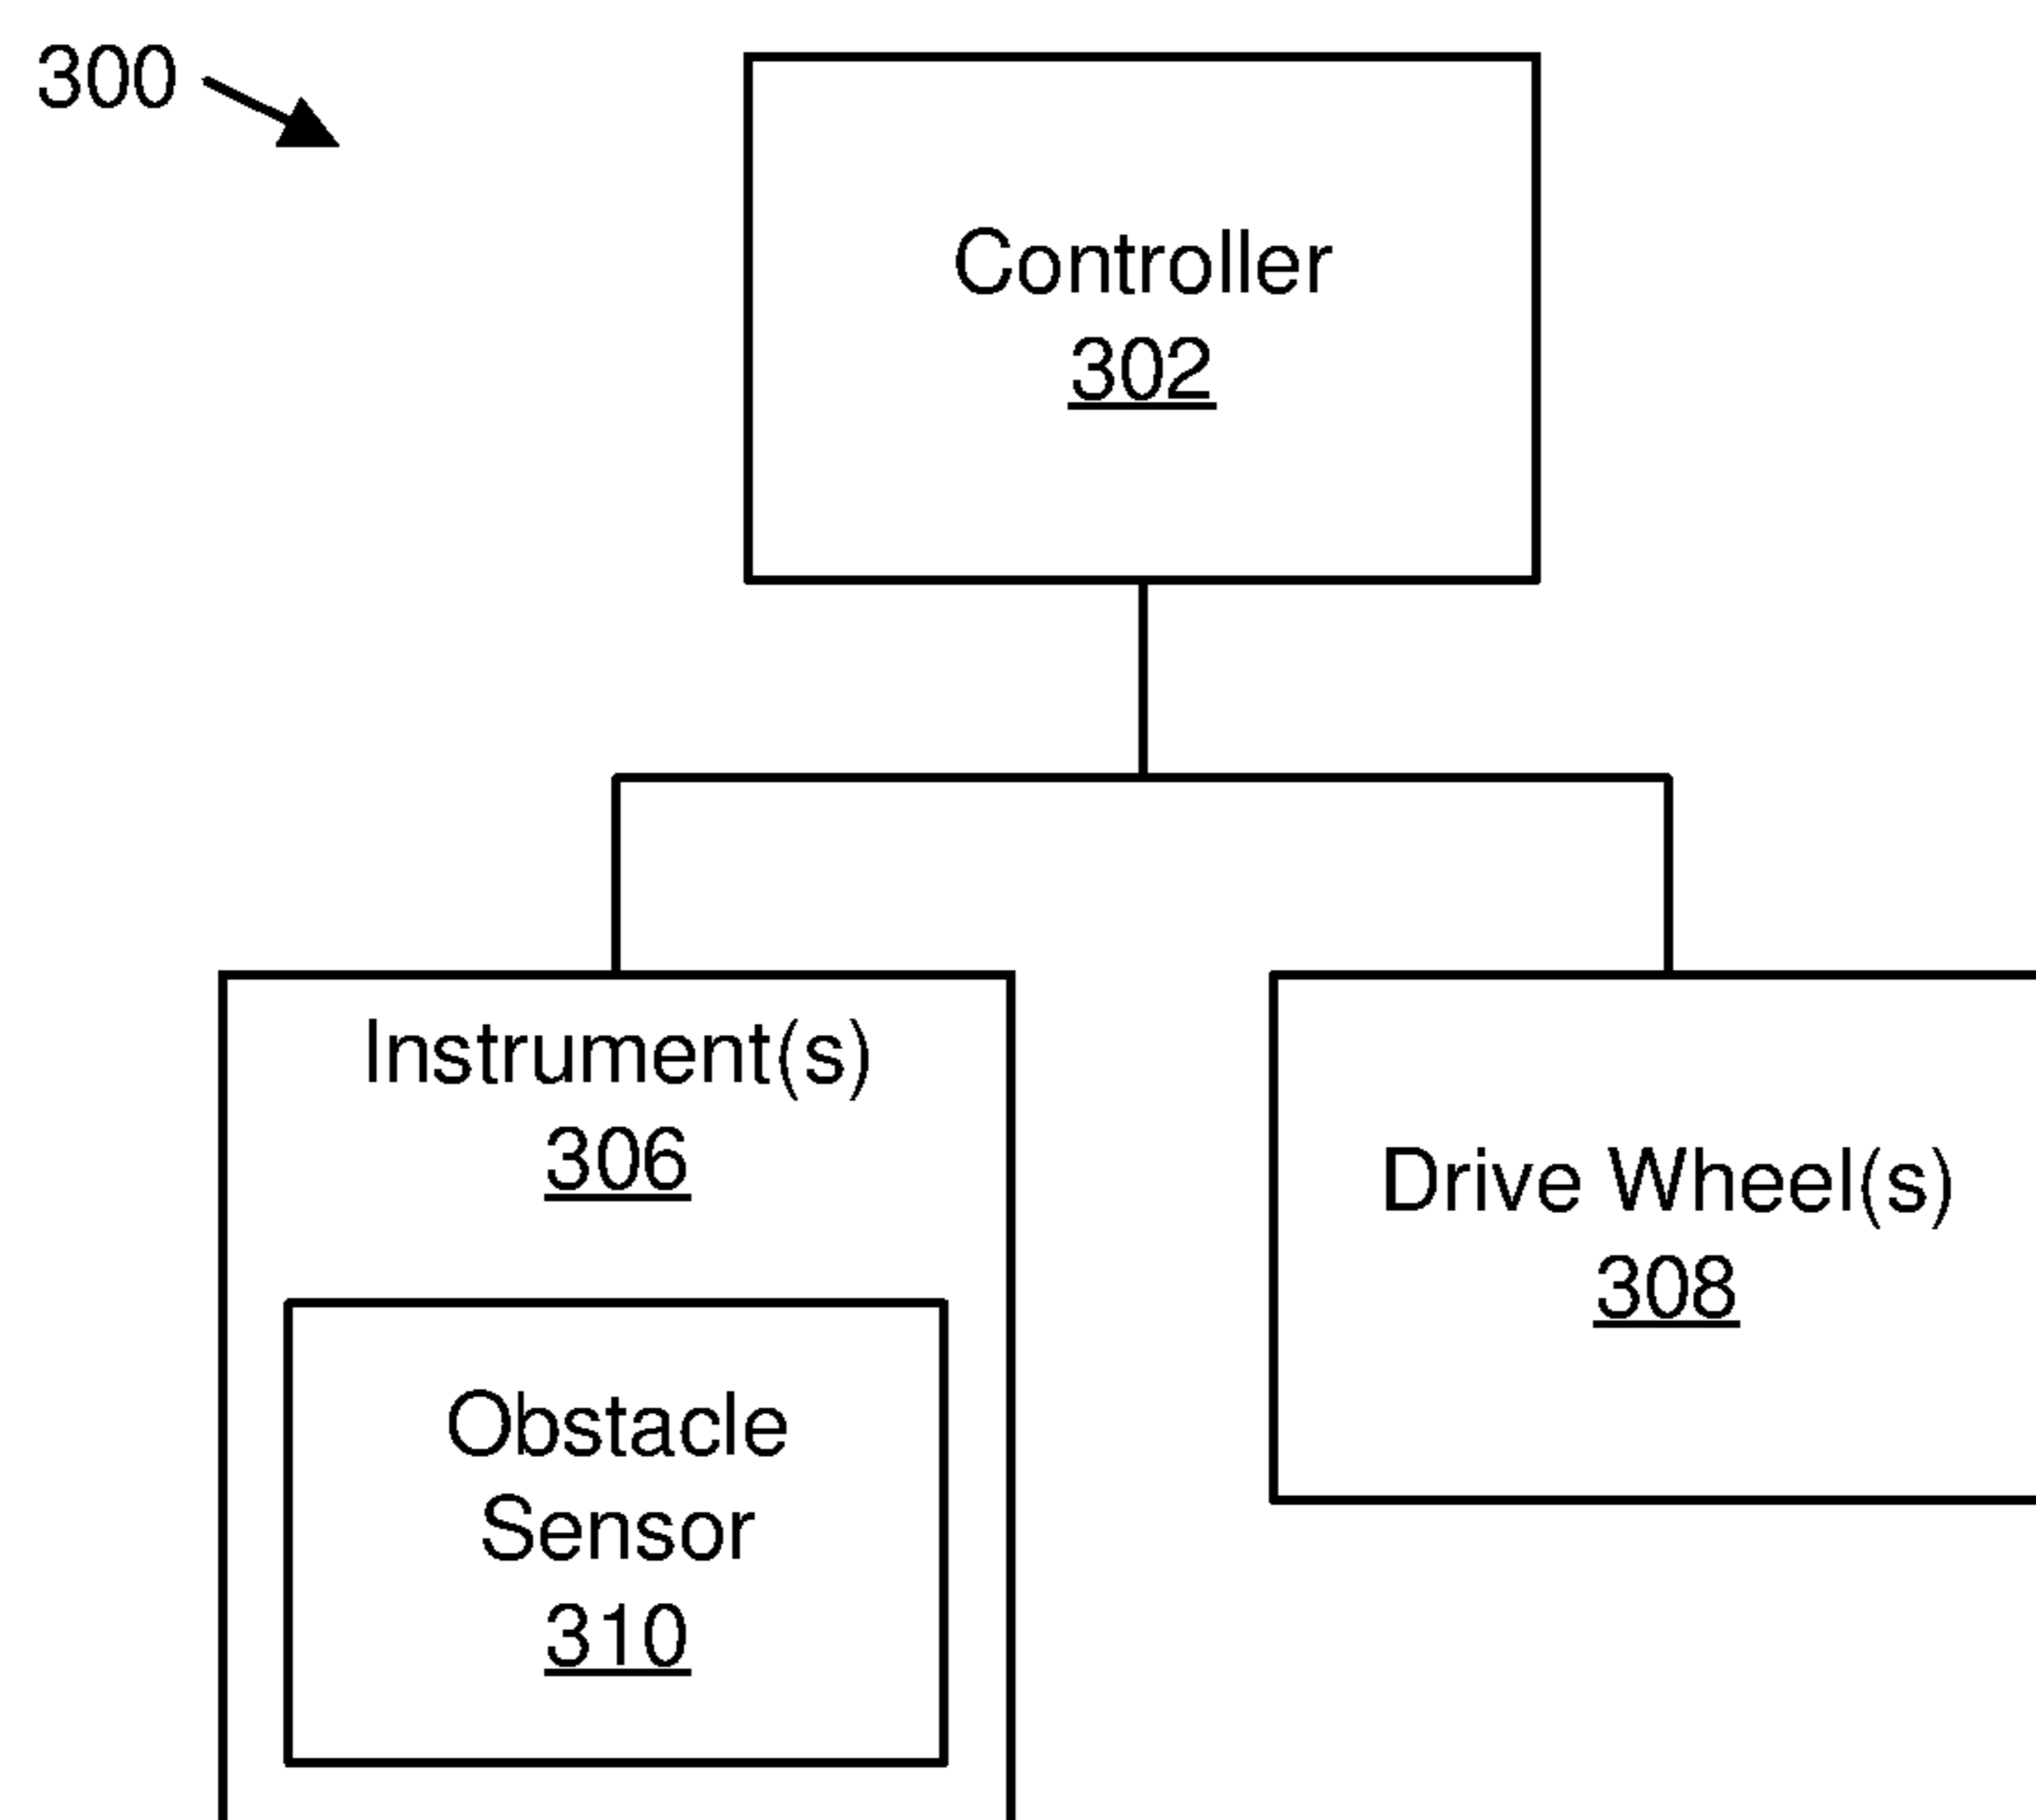 300
Controller
302
Instrument(s)
306
Drive Wheel(s)
308
Obstacle
Sensor
310